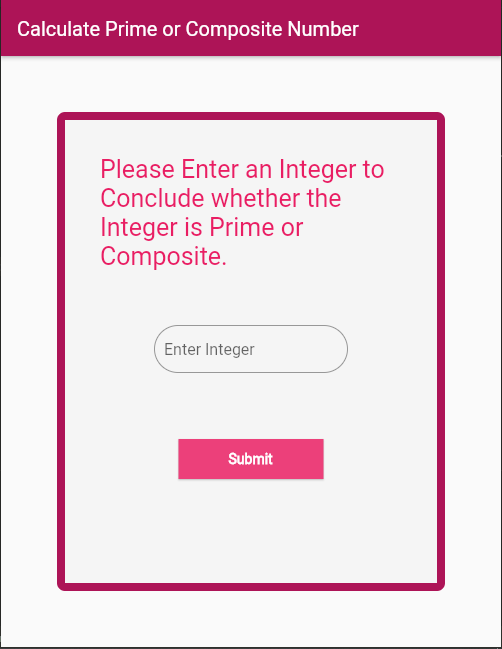 Calculate Prime or Composite Number
Please Enter an Integer to
Conclude whether the
Integer is Prime or
Composite.
Enter Integer
Submit